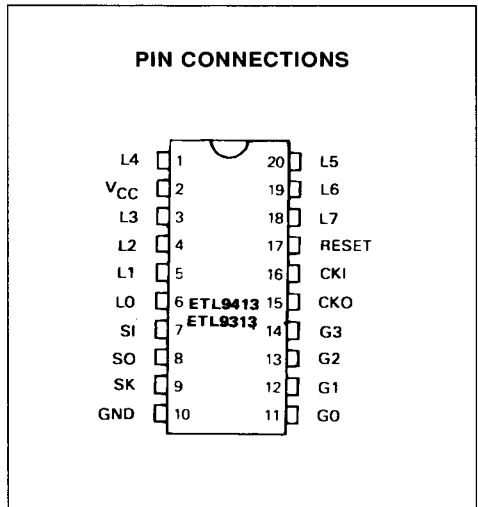 PIN CONNECTIONS
L4 1 20 L5
VCC 2 19 L6
L3 3 18 L7
L2 4 17 RESET
L1 5 16 CKI
L0 6 ETL9413 15 CKO
SI 7 ETL9313 14 G3
SO 8 13 G2
SK 9 12 G1
GND 10 11 G0